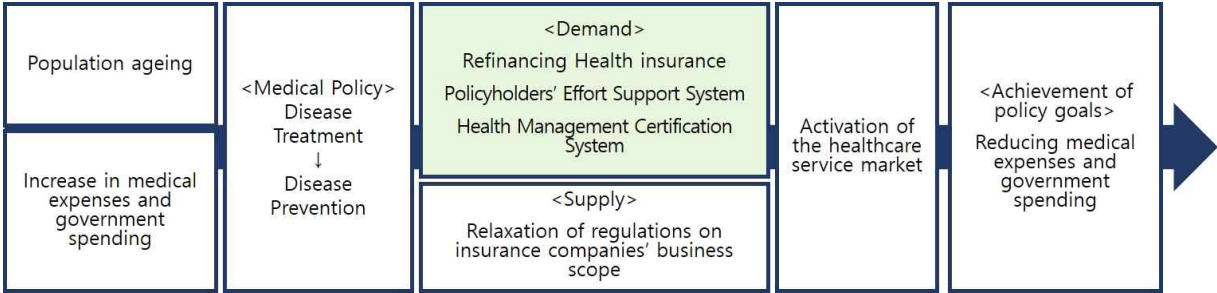 Population ageing
Increase in medical
expenses and
government
spending
<Medical Policy>
Disease
Treatment
↓
Disease
Prevention
<Demand>
Refinancing Health insurance
Policyholders' Effort Support System
Health Management Certification
System
<Supply>
Relaxation of regulations on
insurance companies' business
scope
Activation of
the healthcare
service market
<Achievement of
policy goals>
Reducing medical
expenses and
government
spending